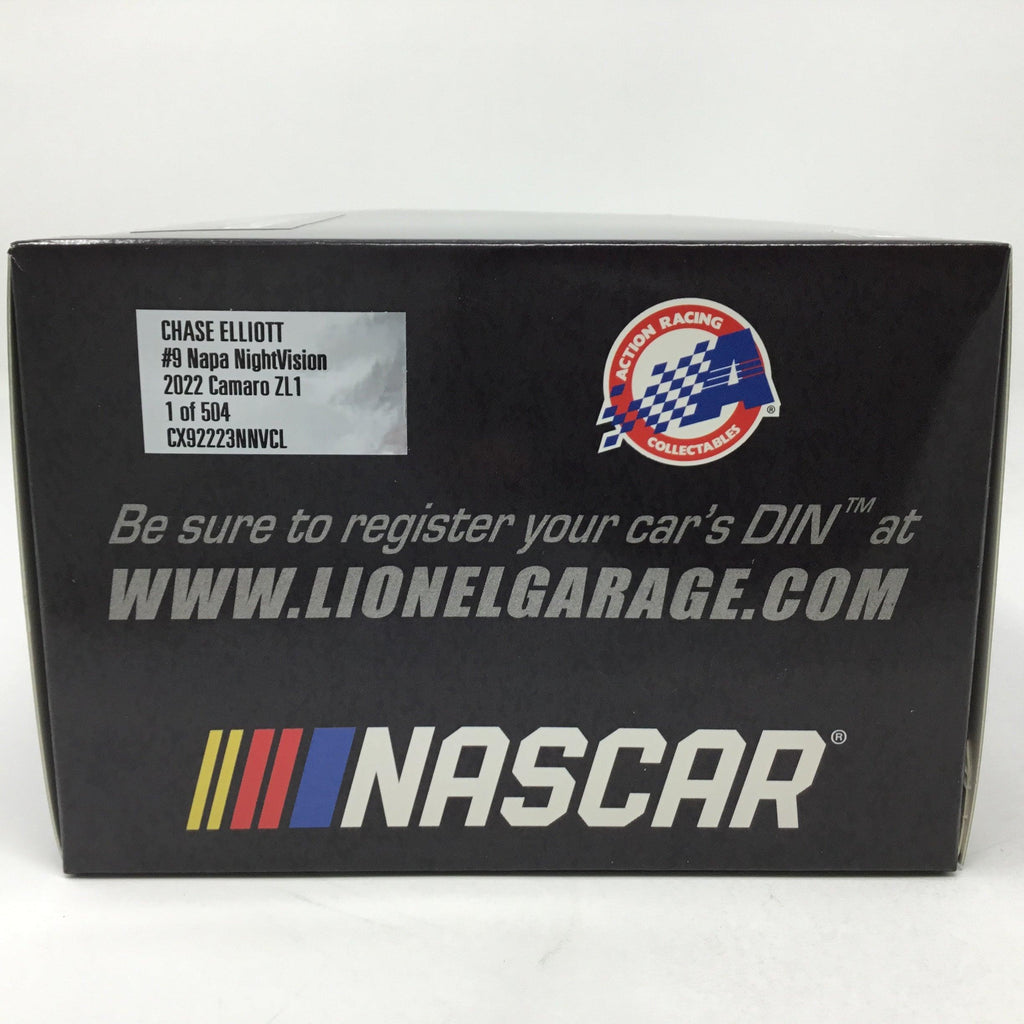 CHASE ELLIOTT
#9 Napa NightVision
2022 Camaro ZL1
1 of 504
CX92223NNVCL
ACTION RACING
A
®
COLLECTABLES
Be sure to register your car's DIN™ at
WWW.LIONELGARAGE.COM
NASCAR®